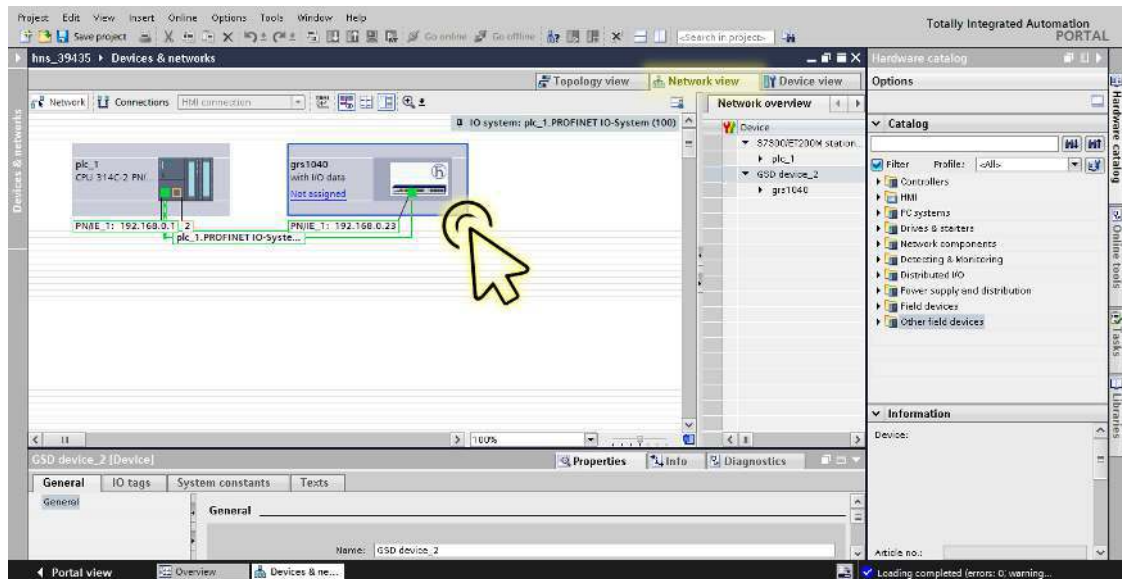 Project Edit View Insert Online Options Tools Window Help
Totally Integrated Automation
PORTAL
Save project Go online Go offline <Search in project>
hns_39435 ▸ Devices & networks
Hardware catalog
Topology view Network view Device view
Options
Network Connections HMI connection
Network overview
IO system: plc_1.PROFINET IO-System (100)
Device
S7300/ET200M station...
plc_1
GSD device_2
grs1040
plc_1
CPU 314C-2 PN/...
grs1040
with I/O data
Not assigned
PN/IE_1: 192.168.0.1 2
PN/IE_1: 192.168.0.23
plc_1.PROFINET IO-Syste...
Catalog
Filter Profile: <All>
Controllers
HMI
PC systems
Drives & starters
Network components
Detecting & Monitoring
Distributed I/O
Power supply and distribution
Field devices
Other field devices
Information
Device:
Article no.:
100%
GSD device_2 [Device]
Properties Info Diagnostics
General IO tags System constants Texts
General
General
Name: GSD device_2
Devices & networks
Hardware catalog
Online tools
Tasks
Libraries
Portal view Overview Devices & ne...
Loading completed (errors: 0; warning...